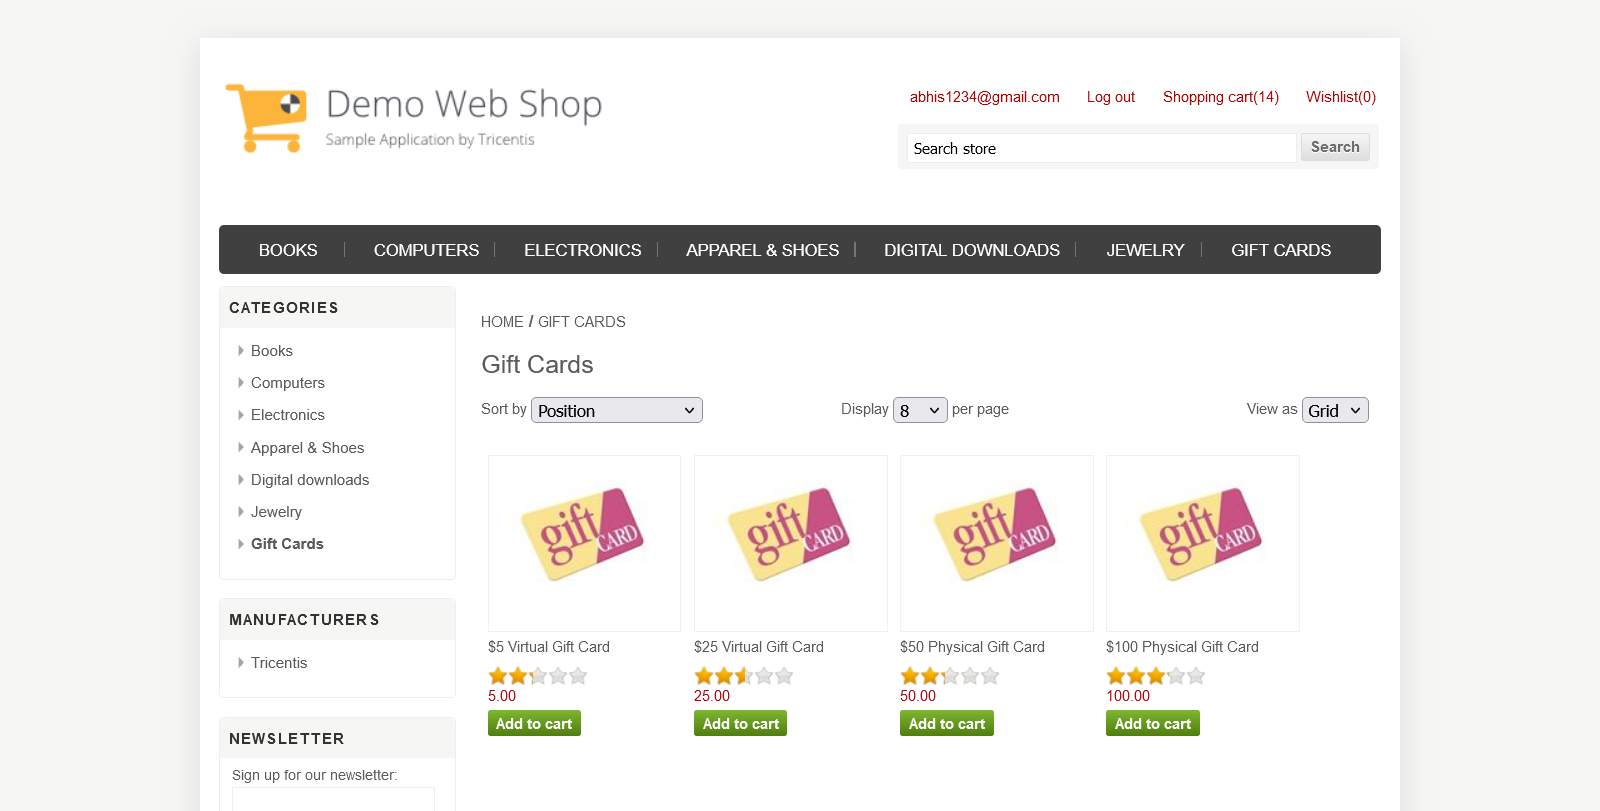 Demo Web Shop
Sample Application by Tricentis
abhis1234@gmail.com Log out Shopping cart(14) Wishlist(0)
Search store Search
BOOKS COMPUTERS ELECTRONICS APPAREL & SHOES DIGITAL DOWNLOADS JEWELRY GIFT CARDS
CATEGORIES
Books
Computers
Electronics
Apparel & Shoes
Digital downloads
Jewelry
Gift Cards
MANUFACTURERS
Tricentis
NEWSLETTER
Sign up for our newsletter:
HOME / GIFT CARDS
Gift Cards
Sort by Position Display 8 per page View as Grid
gift CARD gift CARD gift CARD gift CARD
$5 Virtual Gift Card $25 Virtual Gift Card $50 Physical Gift Card $100 Physical Gift Card
5.00 25.00 50.00 100.00
Add to cart Add to cart Add to cart Add to cart